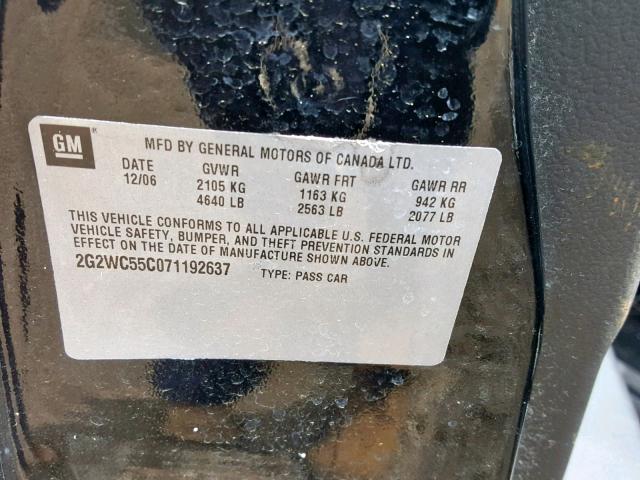 GM ®
MFD BY GENERAL MOTORS OF CANADA LTD.
DATE GVWR GAWR FRT GAWR RR
12/06 2105 KG 1163 KG 942 KG
4640 LB 2563 LB 2077 LB
THIS VEHICLE CONFORMS TO ALL APPLICABLE U.S. FEDERAL MOTOR
VEHICLE SAFETY, BUMPER, AND THEFT PREVENTION STANDARDS IN
EFFECT ON THE DATE OF MANUFACTURE SHOWN ABOVE.
2G2WC55C071192637 TYPE: PASS CAR